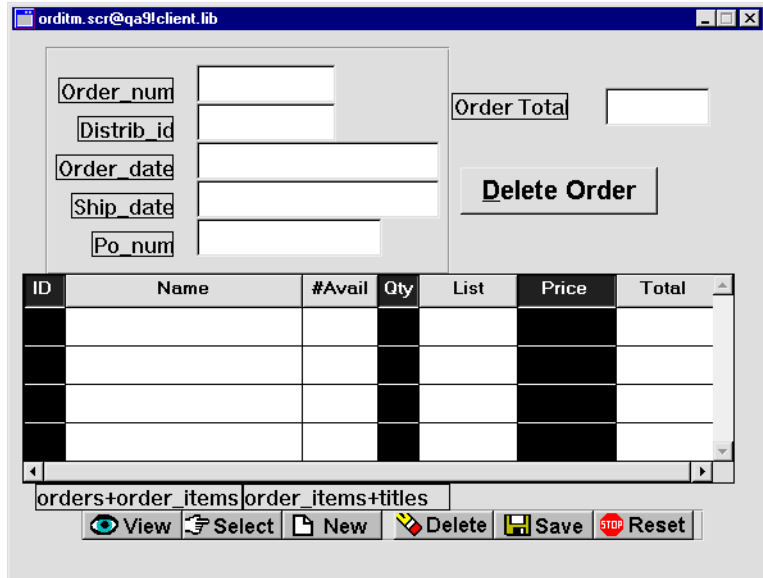 orditm.scr@qa9!client.lib
Order_num
Order Total
Distrib_id
Order_date
Delete Order
Ship_date
Po_num
ID Name #Avail Qty List Price Total
orders+order_items order_items+titles
View Select New Delete STOP Save Reset